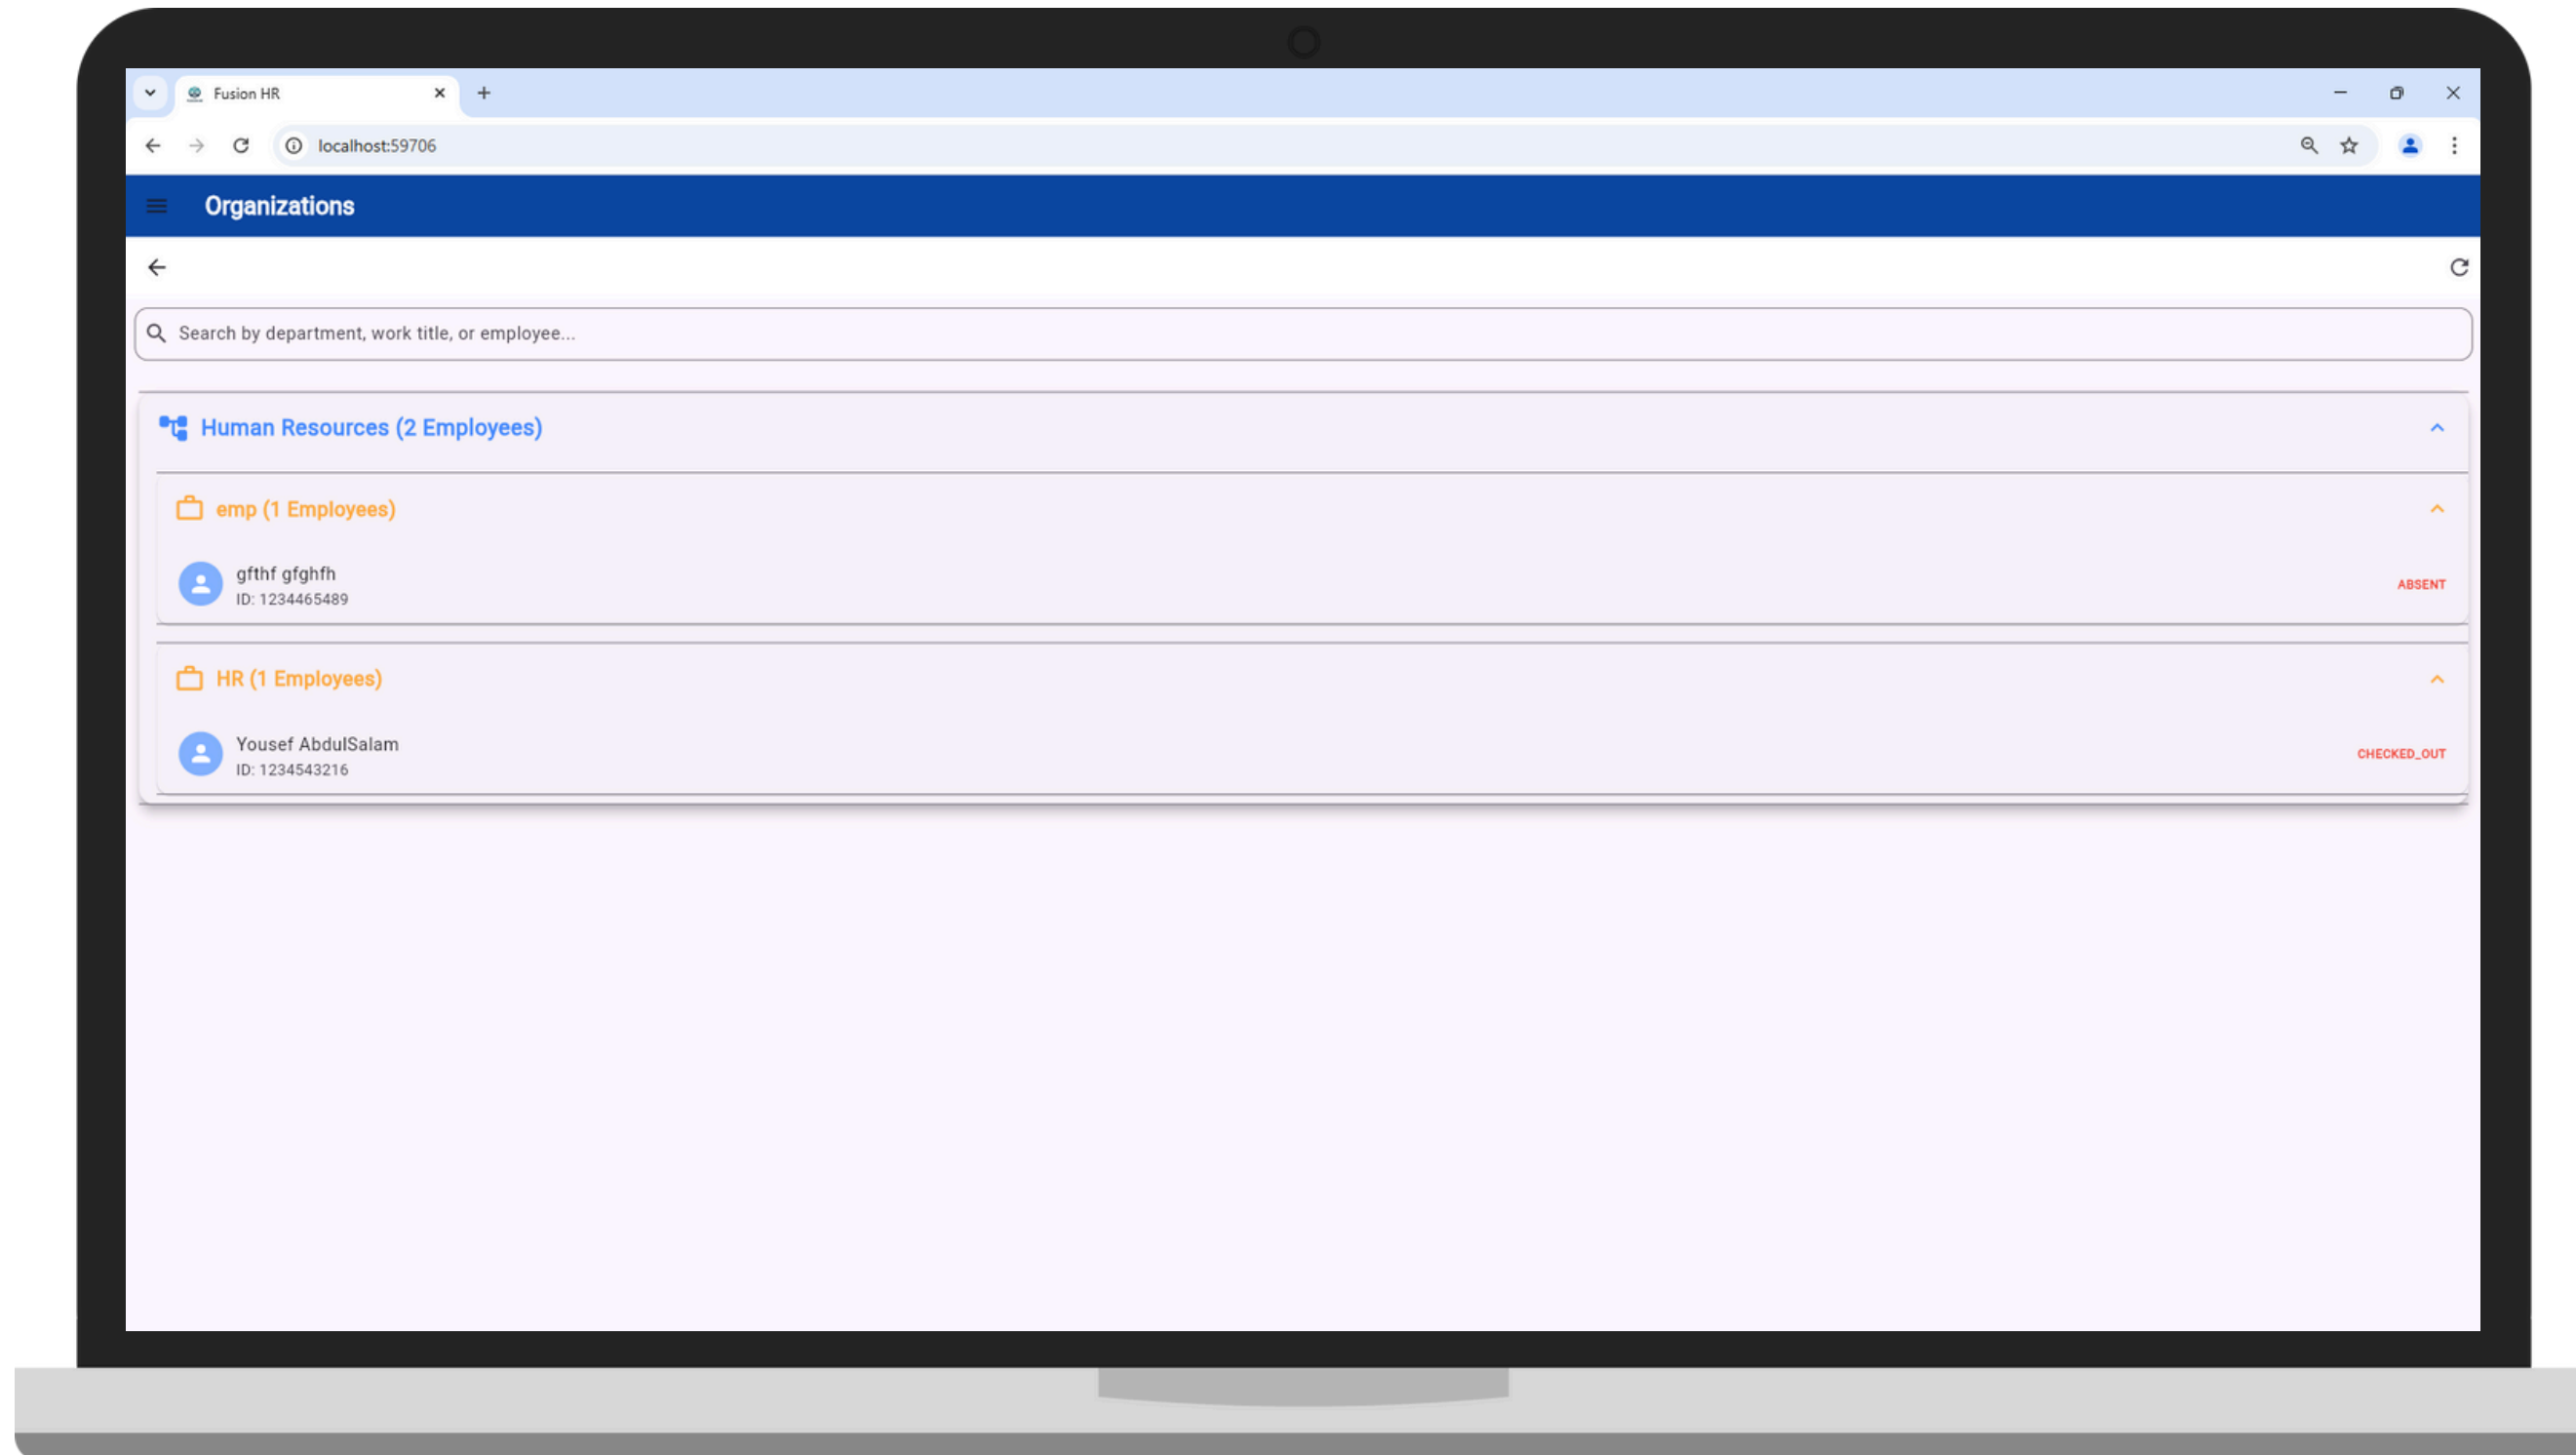 Fusion HR
localhost:59706
Organizations
Search by department, work title, or employee...
Human Resources (2 Employees)
emp (1 Employees)
gfthf gfghfh
ID: 1234465489
ABSENT
HR (1 Employees)
Yousef AbdulSalam
ID: 1234543216
CHECKED_OUT